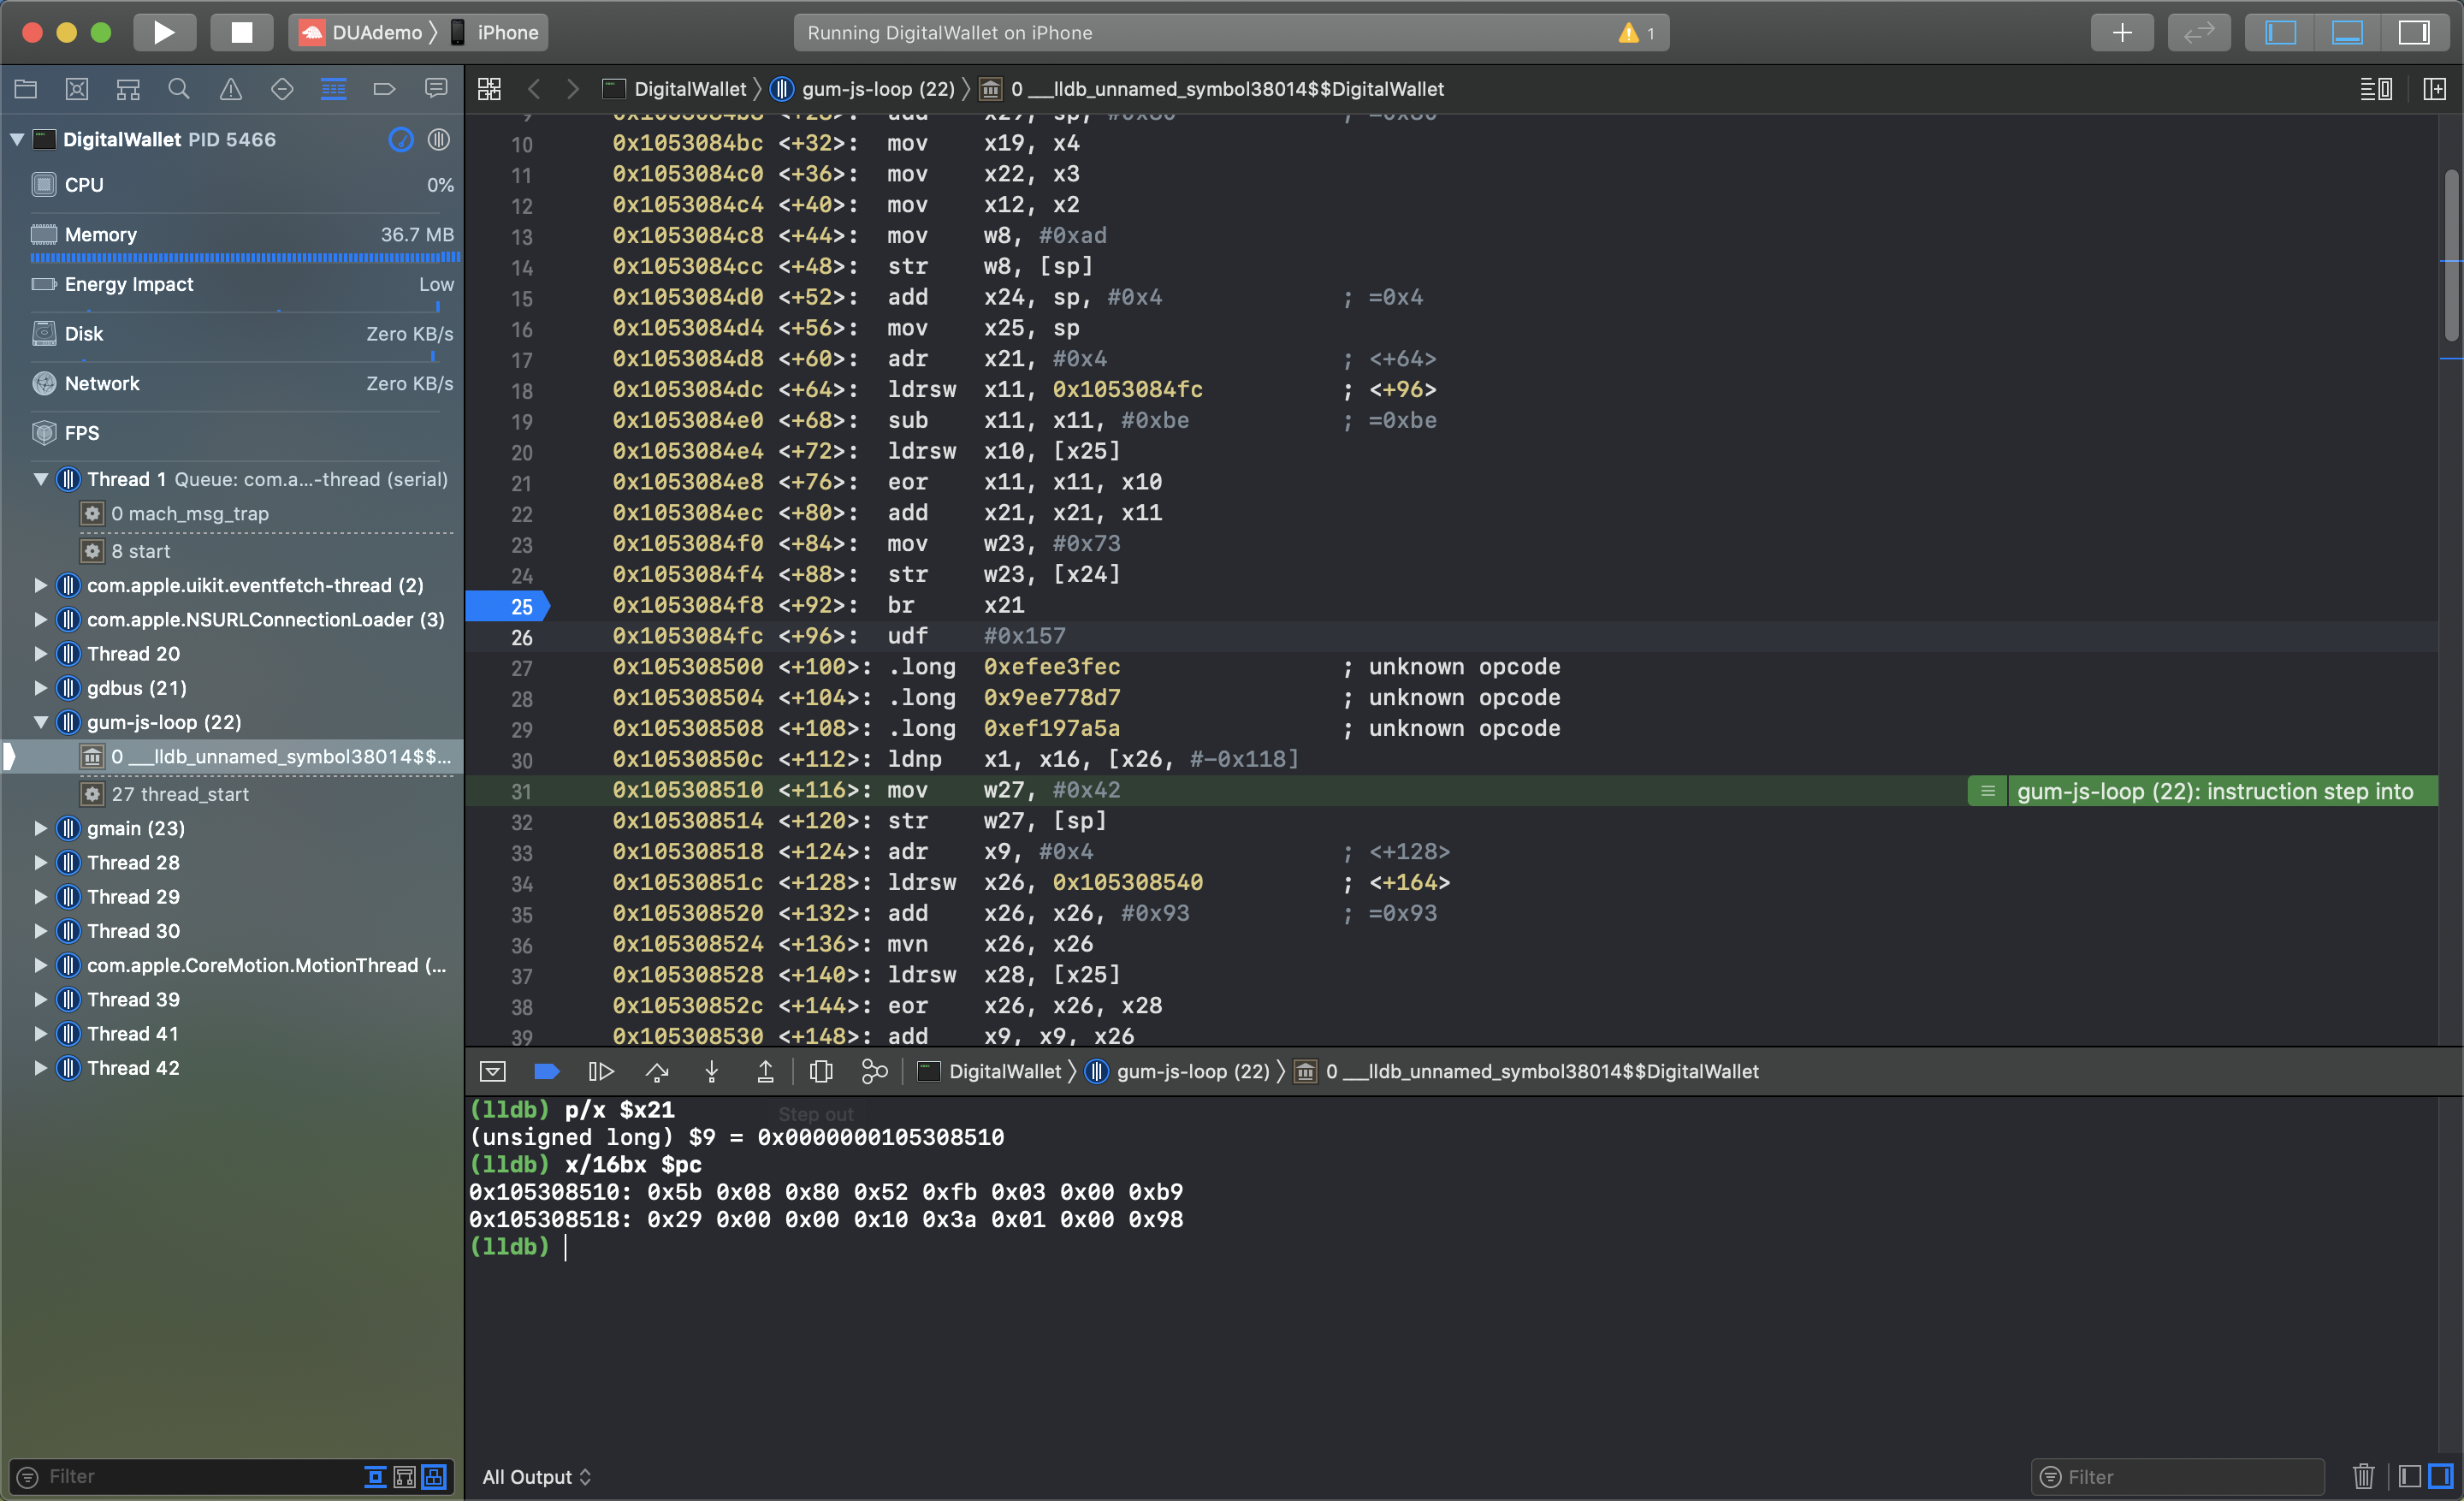 DUAdemo
iPhone
Running DigitalWallet on iPhone
1
DigitalWallet PID 5466
CPU 0%
Memory 36.7 MB
Energy Impact Low
Disk Zero KB/s
Network Zero KB/s
FPS
Thread 1 Queue: com.a...-thread (serial)
0 mach_msg_trap
8 start
com.apple.uikit.eventfetch-thread (2)
com.apple.NSURLConnectionLoader (3)
Thread 20
gdbus (21)
gum-js-loop (22)
0 ___lldb_unnamed_symbol38014$$...
27 thread_start
gmain (23)
Thread 28
Thread 29
Thread 30
com.apple.CoreMotion.MotionThread (...
Thread 39
Thread 41
Thread 42
Filter
DigitalWallet
gum-js-loop (22)
0 ___lldb_unnamed_symbol38014$$DigitalWallet
10 0x1053084bc <+32>: mov x19, x4
11 0x1053084c0 <+36>: mov x22, x3
12 0x1053084c4 <+40>: mov x12, x2
13 0x1053084c8 <+44>: mov w8, #0xad
14 0x1053084cc <+48>: str w8, [sp]
15 0x1053084d0 <+52>: add x24, sp, #0x4 ; =0x4
16 0x1053084d4 <+56>: mov x25, sp
17 0x1053084d8 <+60>: adr x21, #0x4 ; <+64>
18 0x1053084dc <+64>: ldrsw x11, 0x1053084fc ; <+96>
19 0x1053084e0 <+68>: sub x11, x11, #0xbe ; =0xbe
20 0x1053084e4 <+72>: ldrsw x10, [x25]
21 0x1053084e8 <+76>: eor x11, x11, x10
22 0x1053084ec <+80>: add x21, x21, x11
23 0x1053084f0 <+84>: mov w23, #0x73
24 0x1053084f4 <+88>: str w23, [x24]
25 0x1053084f8 <+92>: br x21
26 0x1053084fc <+96>: udf #0x157
27 0x105308500 <+100>: .long 0xefee3fec ; unknown opcode
28 0x105308504 <+104>: .long 0x9ee778d7 ; unknown opcode
29 0x105308508 <+108>: .long 0xef197a5a ; unknown opcode
30 0x10530850c <+112>: ldnp x1, x16, [x26, #-0x118]
31 0x105308510 <+116>: mov w27, #0x42 gum-js-loop (22): instruction step into
32 0x105308514 <+120>: str w27, [sp]
33 0x105308518 <+124>: adr x9, #0x4 ; <+128>
34 0x10530851c <+128>: ldrsw x26, 0x105308540 ; <+164>
35 0x105308520 <+132>: add x26, x26, #0x93 ; =0x93
36 0x105308524 <+136>: mvn x26, x26
37 0x105308528 <+140>: ldrsw x28, [x25]
38 0x10530852c <+144>: eor x26, x26, x28
39 0x105308530 <+148>: add x9, x9, x26
DigitalWallet
gum-js-loop (22)
0 ___lldb_unnamed_symbol38014$$DigitalWallet
Step out
(lldb) p/x $x21
(unsigned long) $9 = 0x0000000105308510
(lldb) x/16bx $pc
0x105308510: 0x5b 0x08 0x80 0x52 0xfb 0x03 0x00 0xb9
0x105308518: 0x29 0x00 0x00 0x10 0x3a 0x01 0x00 0x98
(lldb)
All Output
Filter